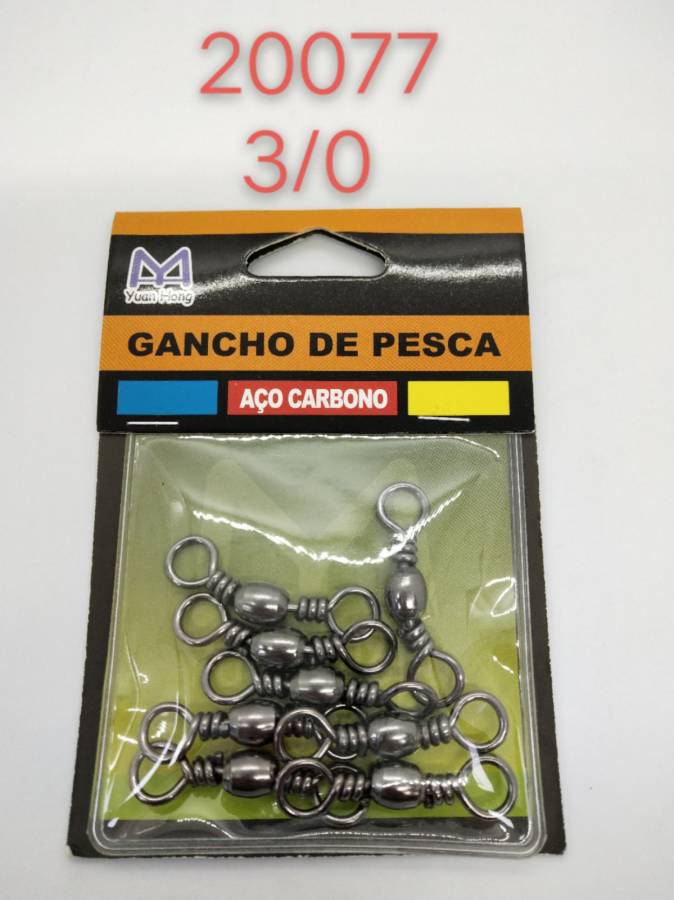 20077
3/0
Yuan Hong
GANCHO DE PESCA
AÇO CARBONO